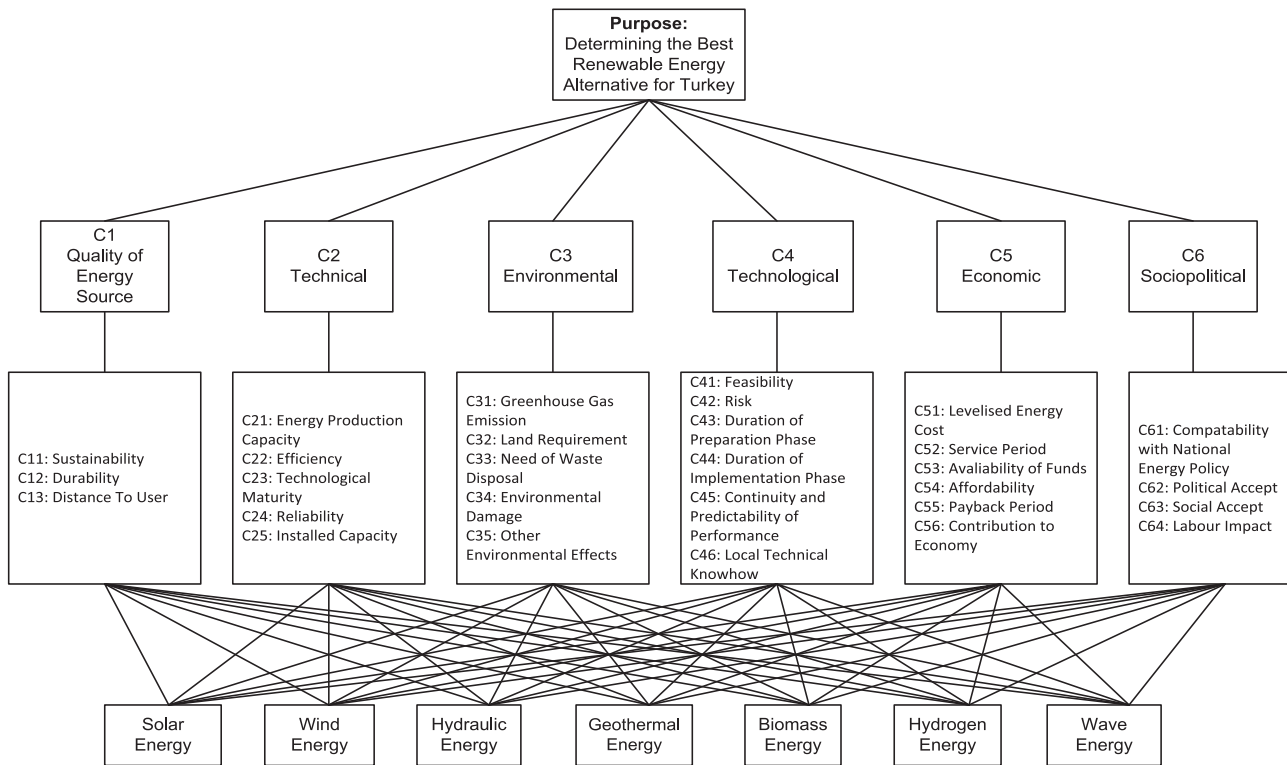 Purpose:
Determining the Best
Renewable Energy
Alternative for Turkey
C1
Quality of
Energy
Source
C2
Technical
C3
Environmental
C4
Technological
C5
Economic
C6
Sociopolitical
C11: Sustainability
C12: Durability
C13: Distance To User
C21: Energy Production
Capacity
C22: Efficiency
C23: Technological
Maturity
C24: Reliability
C25: Installed Capacity
C31: Greenhouse Gas
Emission
C32: Land Requirement
C33: Need of Waste
Disposal
C34: Environmental
Damage
C35: Other
Environmental Effects
C41: Feasibility
C42: Risk
C43: Duration of
Preparation Phase
C44: Duration of
Implementation Phase
C45: Continuity and
Predictability of
Performance
C46: Local Technical
Knowhow
C51: Levelised Energy
Cost
C52: Service Period
C53: Avaliability of Funds
C54: Affordability
C55: Payback Period
C56: Contribution to
Economy
C61: Compatability
with National
Energy Policy
C62: Political Accept
C63: Social Accept
C64: Labour Impact
Solar
Energy
Wind
Energy
Hydraulic
Energy
Geothermal
Energy
Biomass
Energy
Hydrogen
Energy
Wave
Energy